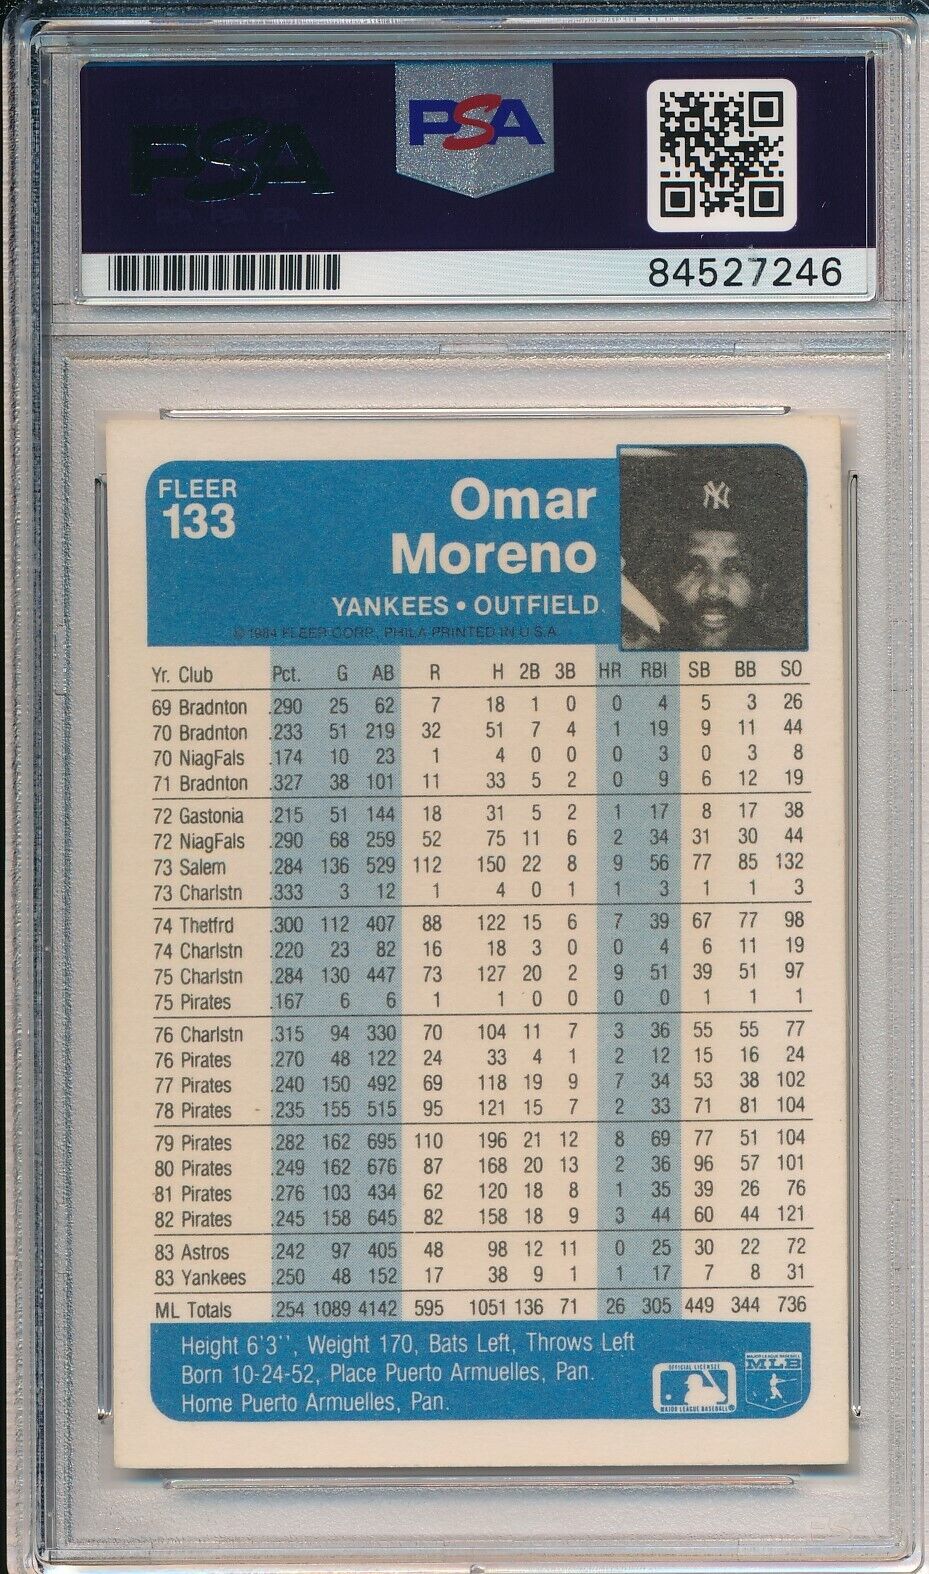 PSA
PSA
84527246
FLEER
133
Omar
Moreno
YANKEES • OUTFIELD
© 1984 FLEER CORP., PHILA PRINTED IN U.S.A.
NY
Yr. Club Pct. G AB R H 2B 3B HR RBI SB BB SO
69 Bradnton .290 25 62 7 18 1 0 0 4 5 3 26
70 Bradnton .233 51 219 32 51 7 4 1 19 9 11 44
70 NiagFals .174 10 23 1 4 0 0 0 3 0 3 8
71 Bradnton .327 38 101 11 33 5 2 0 9 6 12 19
72 Gastonia .215 51 144 18 31 5 2 1 17 8 17 38
72 NiagFals .290 68 259 52 75 11 6 2 34 31 30 44
73 Salem .284 136 529 112 150 22 8 9 56 77 85 132
73 Charlstn .333 3 12 1 4 0 1 1 3 1 1 3
74 Thetfrd .300 112 407 88 122 15 6 7 39 67 77 98
74 Charlstn .220 23 82 16 18 3 0 0 4 6 11 19
75 Charlstn .284 130 447 73 127 20 2 9 51 39 51 97
75 Pirates .167 6 6 1 1 0 0 0 0 1 1 1
76 Charlstn .315 94 330 70 104 11 7 3 36 55 55 77
76 Pirates .270 48 122 24 33 4 1 2 12 15 16 24
77 Pirates .240 150 492 69 118 19 9 7 34 53 38 102
78 Pirates .235 155 515 95 121 15 7 2 33 71 81 104
79 Pirates .282 162 695 110 196 21 12 8 69 77 51 104
80 Pirates .249 162 676 87 168 20 13 2 36 96 57 101
81 Pirates .276 103 434 62 120 18 8 1 35 39 26 76
82 Pirates .245 158 645 82 158 18 9 3 44 60 44 121
83 Astros .242 97 405 48 98 12 11 0 25 30 22 72
83 Yankees .250 48 152 17 38 9 1 1 17 7 8 31
ML Totals .254 1089 4142 595 1051 136 71 26 305 449 344 736
Height 6'3'', Weight 170, Bats Left, Throws Left
Born 10-24-52, Place Puerto Armuelles, Pan.
Home Puerto Armuelles, Pan.
OFFICIAL LICENSEE
MAJOR LEAGUE BASEBALL®
MAJOR LEAGUE BASEBALL
MLB